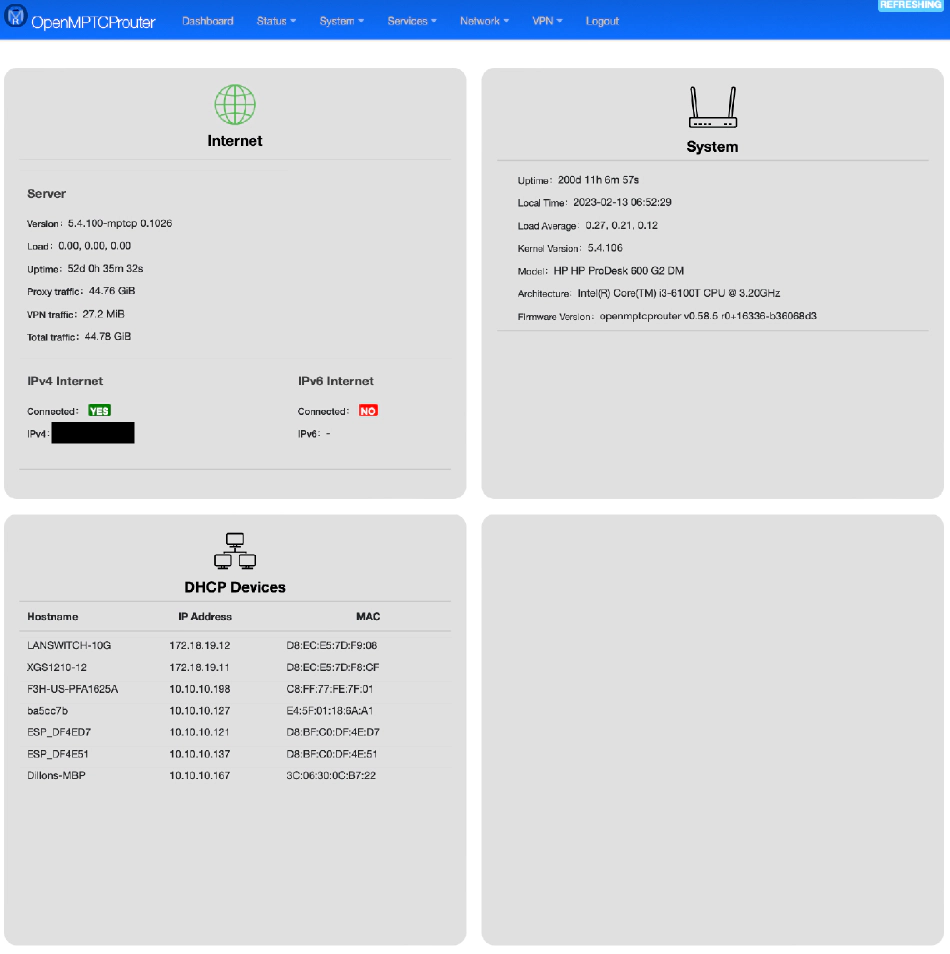 OpenMPTCProuter Dashboard Status System Services Network VPN Logout REFRESHING
Internet
Server
Version: 5.4.100-mptcp 0.1026
Load: 0.00, 0.00, 0.00
Uptime: 52d 0h 35m 32s
Proxy traffic: 44.76 GiB
VPN traffic: 27.2 MiB
Total traffic: 44.78 GiB
IPv4 Internet
Connected: YES
IPv4:
IPv6 Internet
Connected: NO
IPv6: -
System
Uptime: 200d 11h 6m 57s
Local Time: 2023-02-13 06:52:29
Load Average: 0.27, 0.21, 0.12
Kernel Version: 5.4.106
Model: HP HP ProDesk 600 G2 DM
Architecture: Intel(R) Core(TM) i3-6100T CPU @ 3.20GHz
Firmware Version: openmptcprouter v0.58.5 r0+16336-b36068d3
DHCP Devices
Hostname IP Address MAC
LANSWITCH-10G 172.18.19.12 D8:EC:E5:7D:F9:08
XGS1210-12 172.18.19.11 D8:EC:E5:7D:F8:CF
F3H-US-PFA1625A 10.10.10.198 C8:FF:77:FE:7F:01
ba5cc7b 10.10.10.127 E4:5F:01:18:6A:A1
ESP_DF4ED7 10.10.10.121 D8:BF:C0:DF:4E:D7
ESP_DF4E51 10.10.10.137 D8:BF:C0:DF:4E:51
Dillons-MBP 10.10.10.167 3C:06:30:0C:B7:22